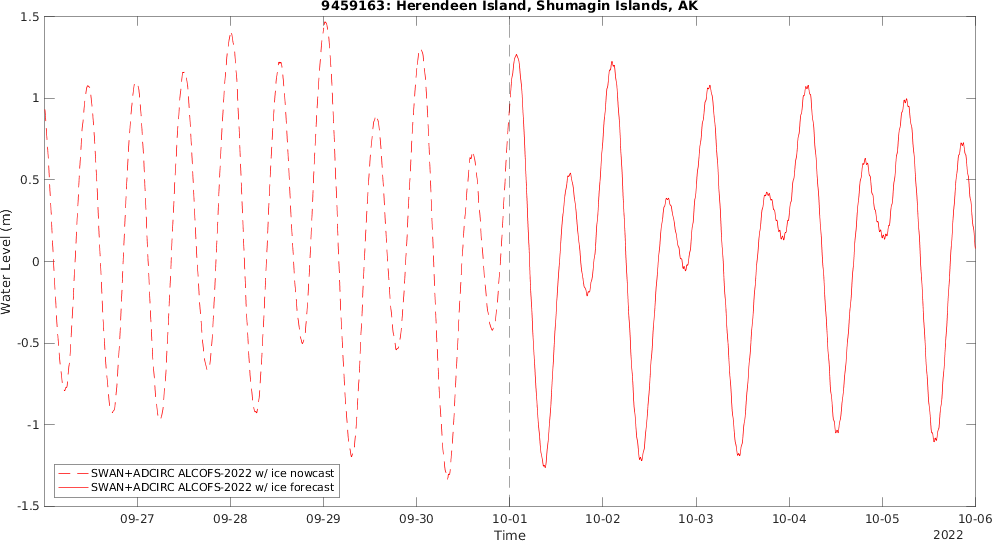 9459163: Herendeen Island, Shumagin Islands, AK
Water Level (m)
1.5
1
0.5
0
-0.5
-1
-1.5
SWAN+ADCIRC ALCOFS-2022 w/ ice nowcast
SWAN+ADCIRC ALCOFS-2022 w/ ice forecast
09-27 09-28 09-29 09-30 10-01 10-02 10-03 10-04 10-05 10-06
Time
2022